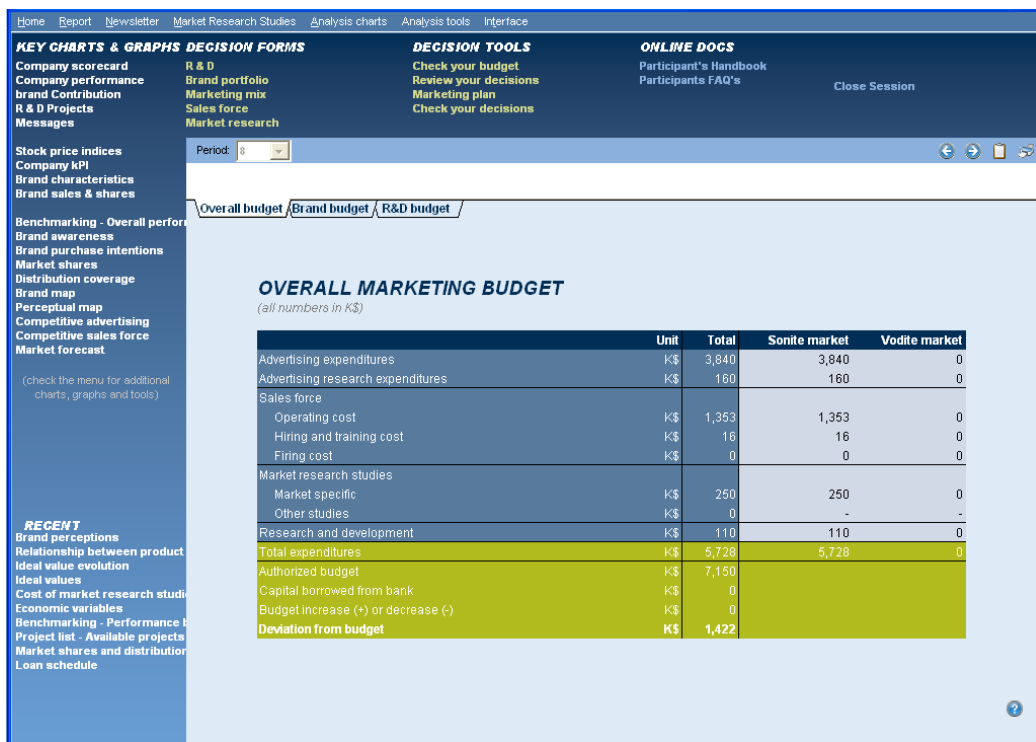 Home Report Newsletter Market Research Studies Analysis charts Analysis tools Interface
KEY CHARTS & GRAPHS DECISION FORMS DECISION TOOLS ONLINE DOCS
Company scorecard R & D Check your budget Participant's Handbook
Company performance Brand portfolio Review your decisions Participants FAQ's
brand Contribution Marketing mix Marketing plan Close Session
R & D Projects Sales force Check your decisions
Messages Market research
Stock price indices Period: 8
Company kPI
Brand characteristics
Brand sales & shares
Overall budget Brand budget R&D budget
Benchmarking - Overall perfor
Brand awareness
Brand purchase intentions
Market shares
Distribution coverage
Brand map
Perceptual map
Competitive advertising
Competitive sales force
Market forecast
(check the menu for additional
charts, graphs and tools)
RECENT
Brand perceptions
Relationship between product
Ideal value evolution
Ideal values
Cost of market research studi
Economic variables
Benchmarking - Performance b
Project list - Available projects
Market shares and distribution
Loan schedule
OVERALL MARKETING BUDGET
(all numbers in K$)
Unit Total Sonite market Vodite market
Advertising expenditures K$ 3,840 3,840 0
Advertising research expenditures K$ 160 160 0
Sales force
Operating cost K$ 1,353 1,353 0
Hiring and training cost K$ 16 16 0
Firing cost K$ 0 0 0
Market research studies
Market specific K$ 250 250 0
Other studies K$ 0 - -
Research and development K$ 110 110 0
Total expenditures K$ 5,728 5,728 0
Authorized budget K$ 7,150
Capital borrowed from bank K$ 0
Budget increase (+) or decrease (-) K$ 0
Deviation from budget K$ 1,422